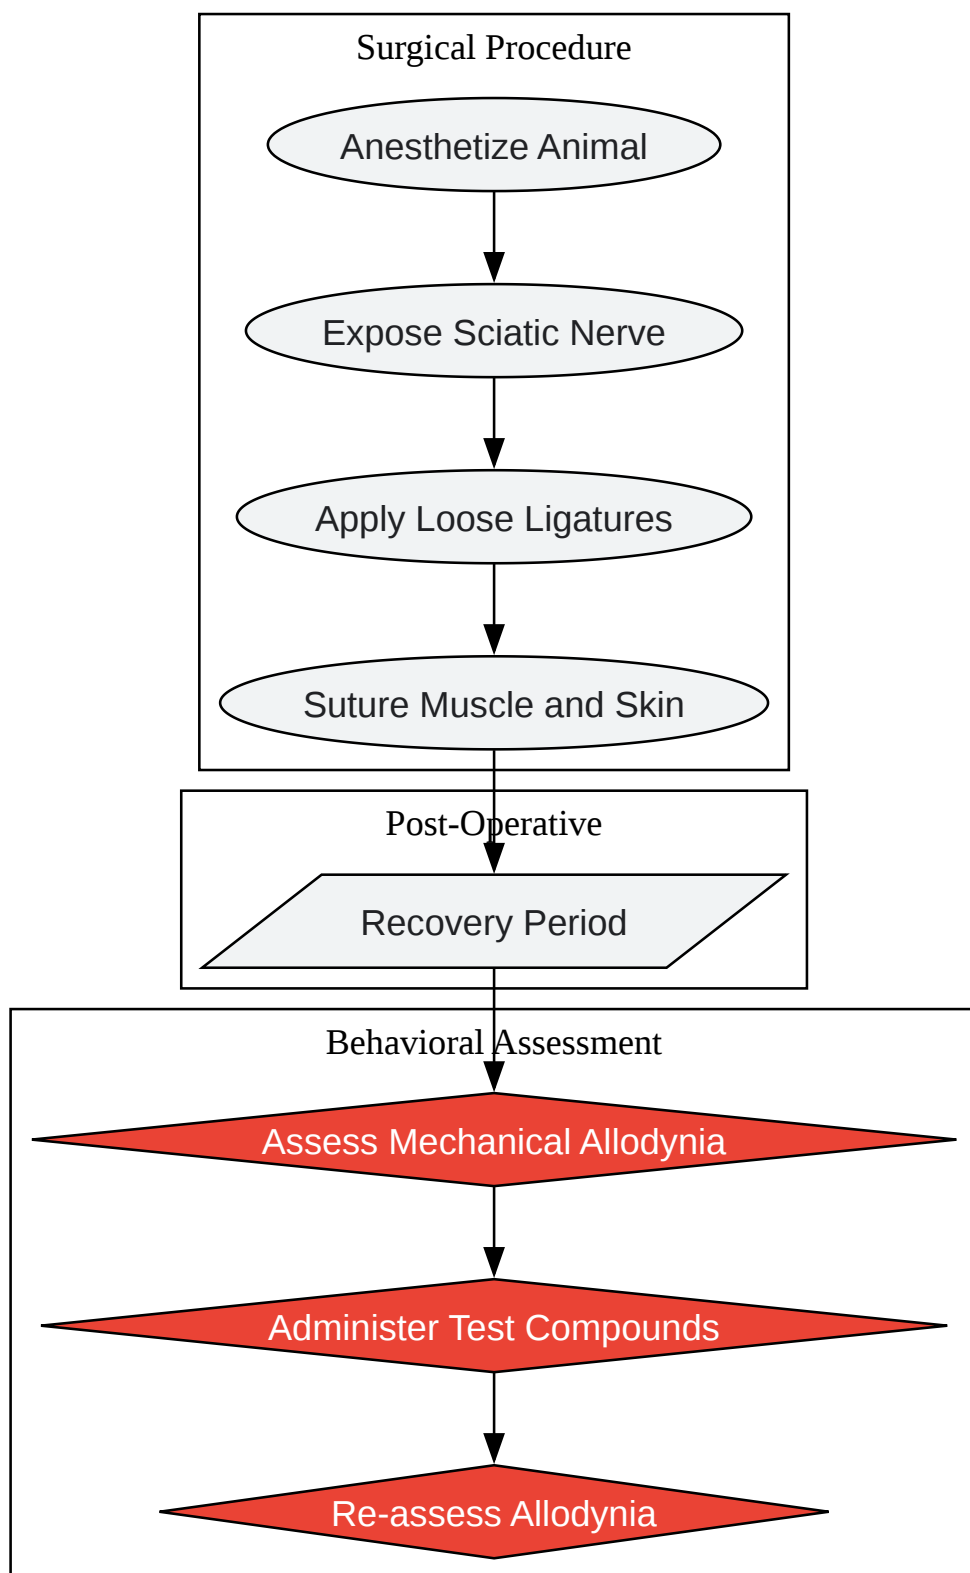 Surgical Procedure
Anesthetize Animal
Expose Sciatic Nerve
Apply Loose Ligatures
Suture Muscle and Skin
Post-Operative
Recovery Period
Behavioral Assessment
Assess Mechanical Allodynia
Administer Test Compounds
Re-assess Allodynia